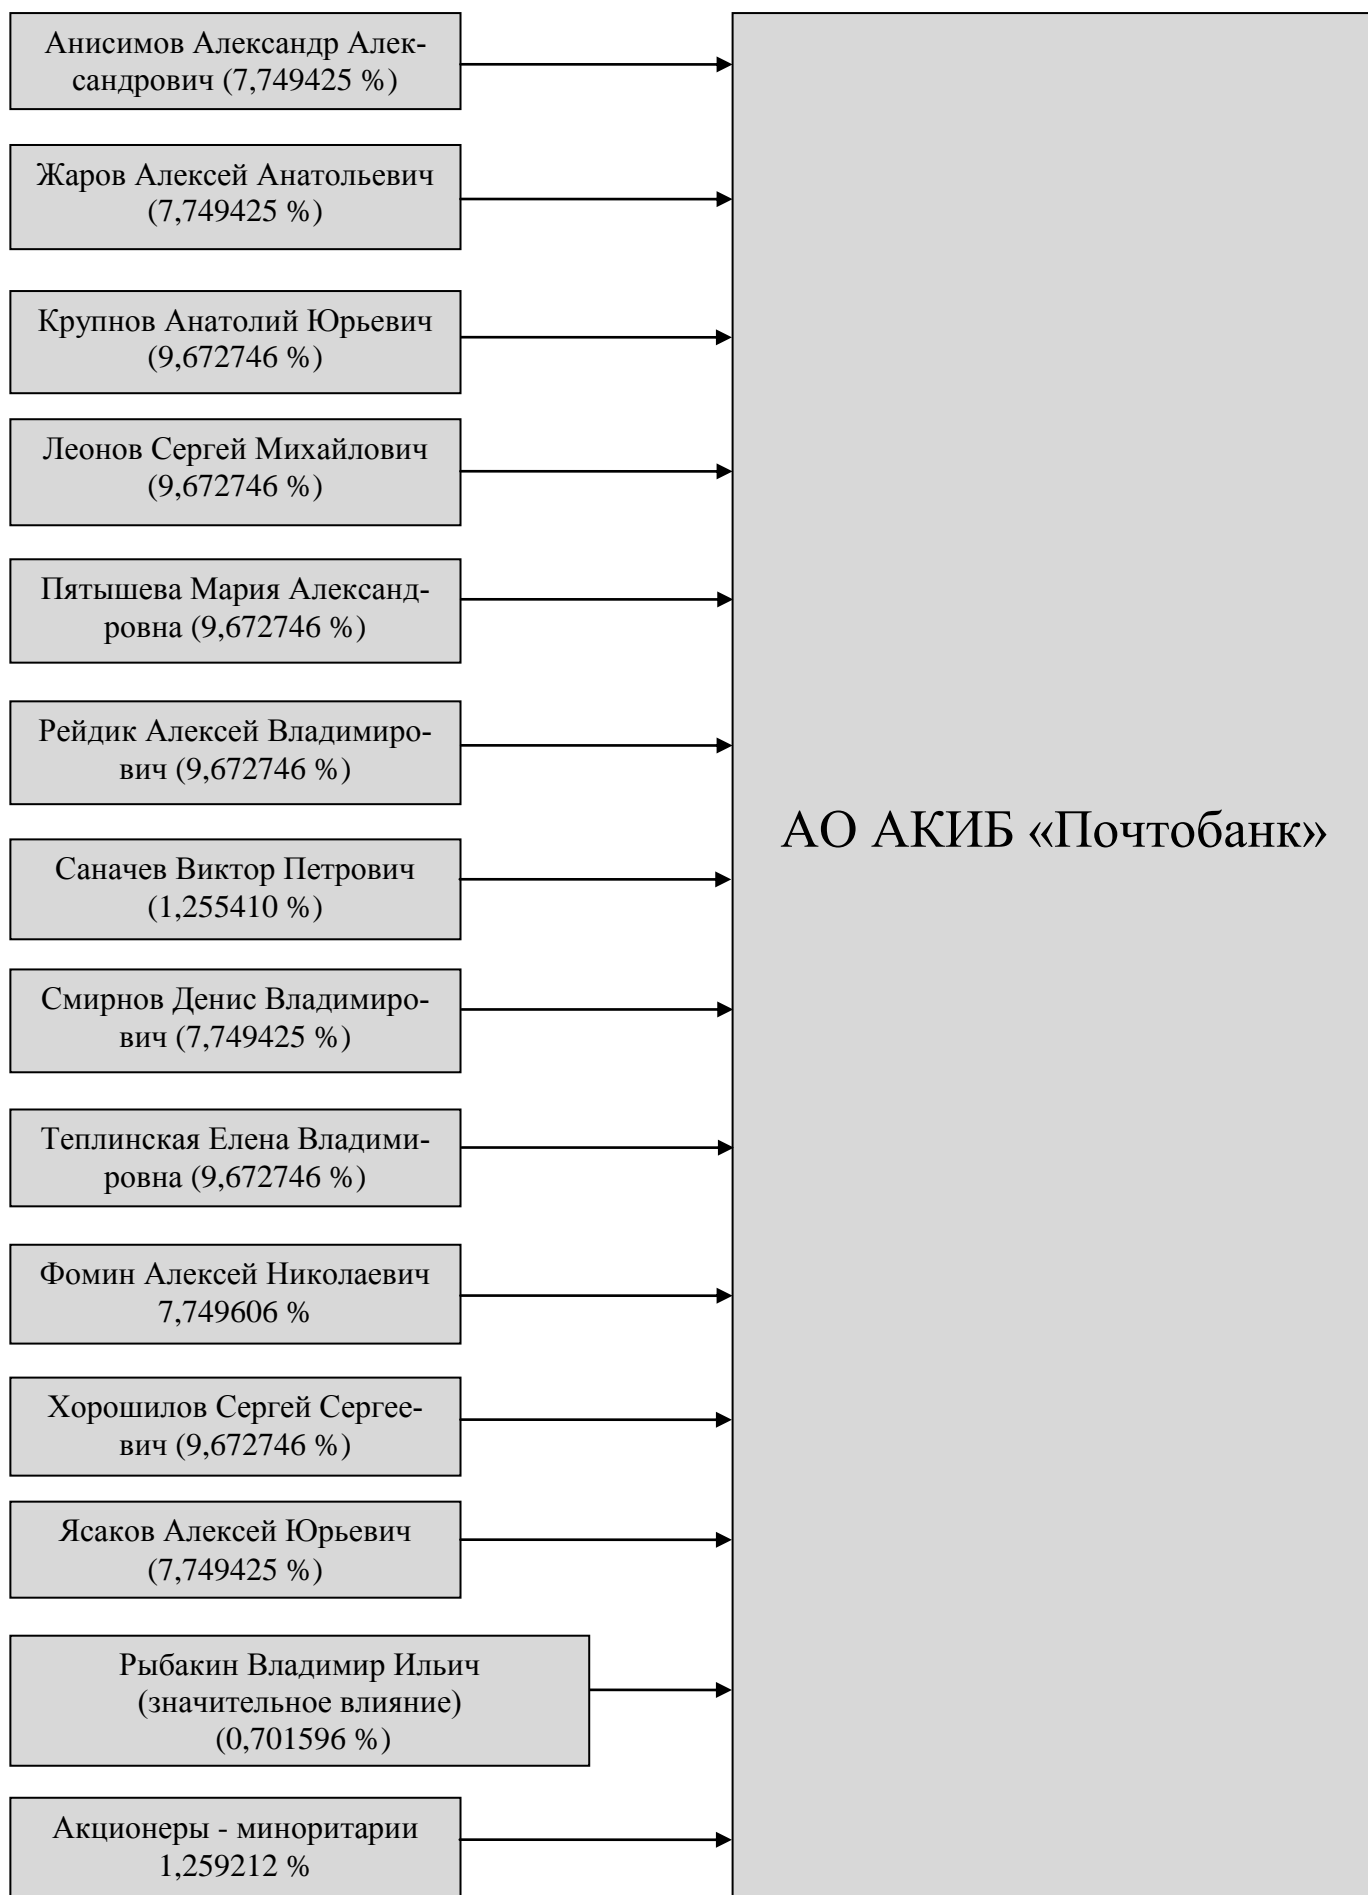 Анисимов Александр Алек-
сандрович (7,749425 %)
Жаров Алексей Анатольевич
(7,749425 %)
Крупнов Анатолий Юрьевич
(9,672746 %)
Леонов Сергей Михайлович
(9,672746 %)
Пятышева Мария Александ-
ровна (9,672746 %)
Рейдик Алексей Владимиро-
вич (9,672746 %)
АО АКИБ «Почтобанк»
Саначев Виктор Петрович
(1,255410 %)
Смирнов Денис Владимиро-
вич (7,749425 %)
Теплинская Елена Владими-
ровна (9,672746 %)
Фомин Алексей Николаевич
7,749606 %
Хорошилов Сергей Сергее-
вич (9,672746 %)
Ясаков Алексей Юрьевич
(7,749425 %)
Рыбакин Владимир Ильич
(значительное влияние)
(0,701596 %)
Акционеры - миноритарии
1,259212 %